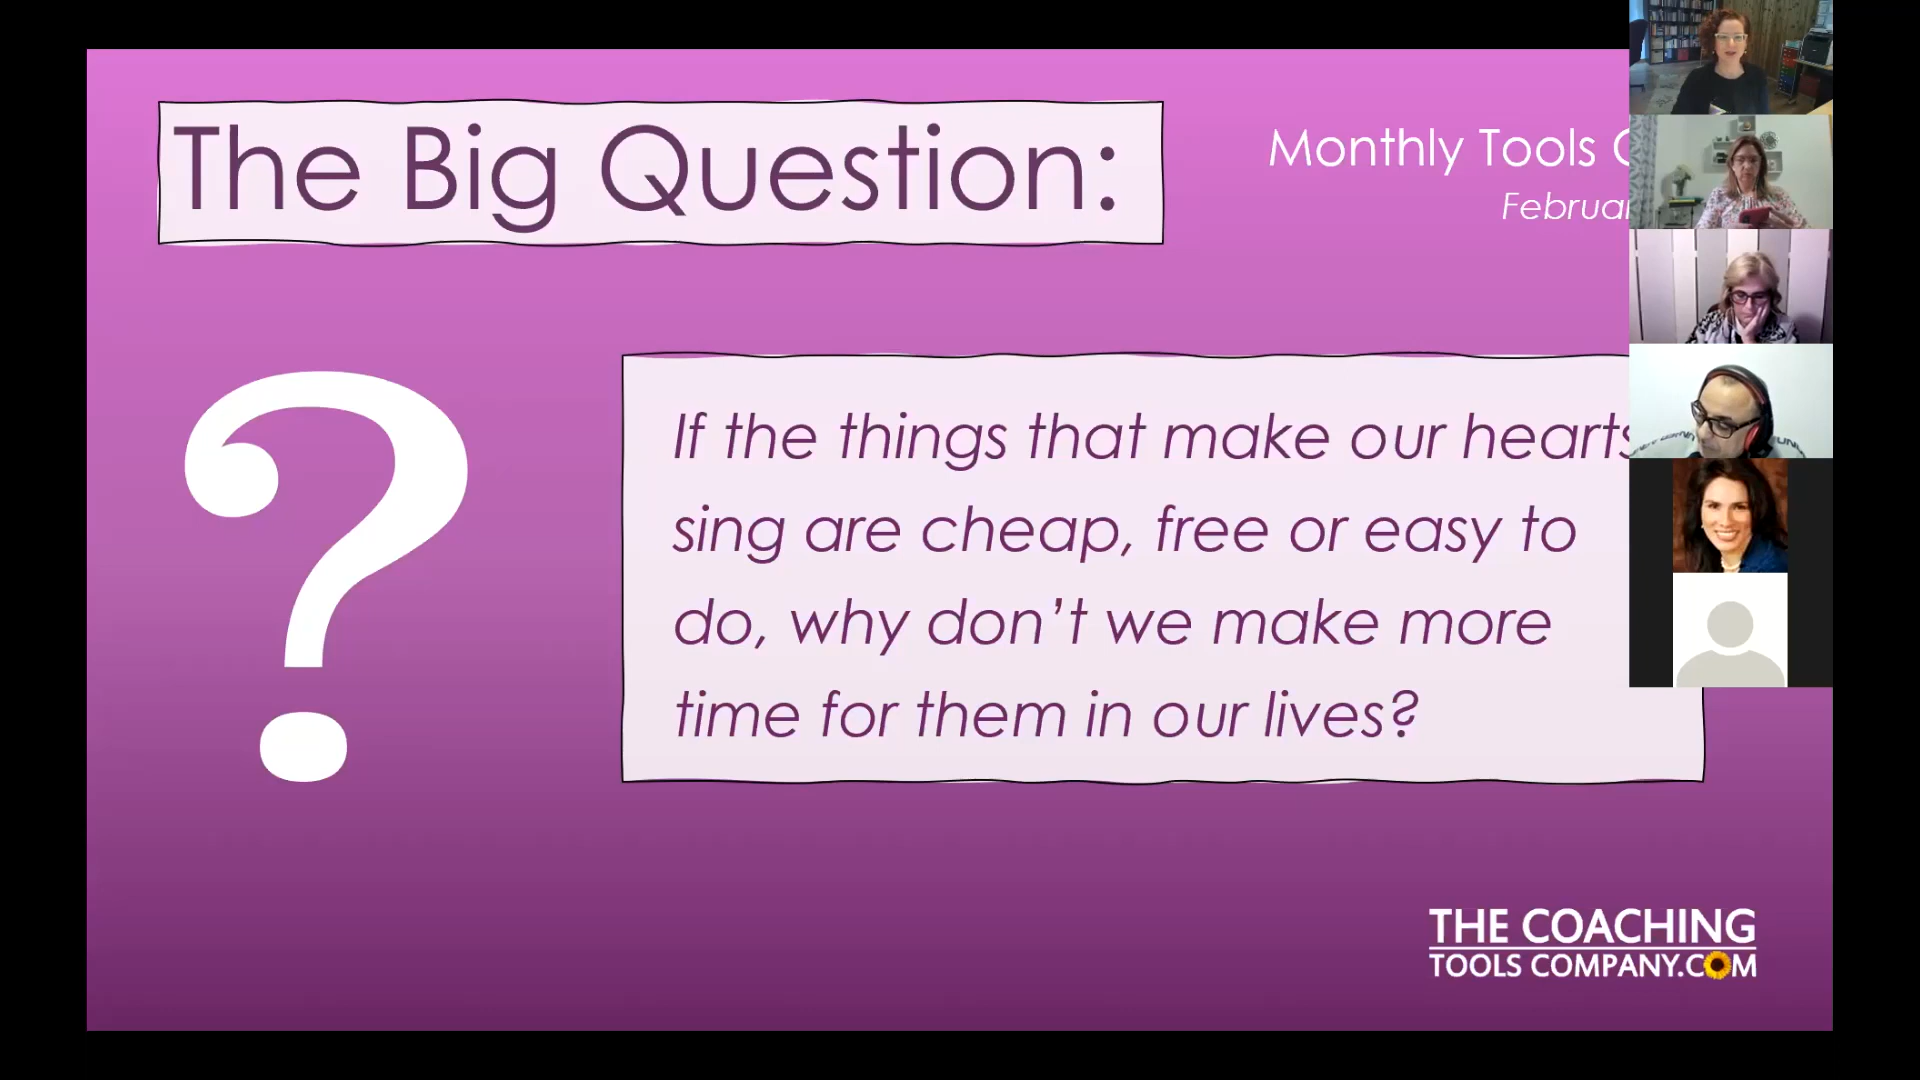 The Big Question:
Monthly Tools
If the things that make our hearts
sing are cheap, free or easy to
do, why don’t we make more
time for them in our lives?
?
THE COACHING
TOOLS COMPANY.COM